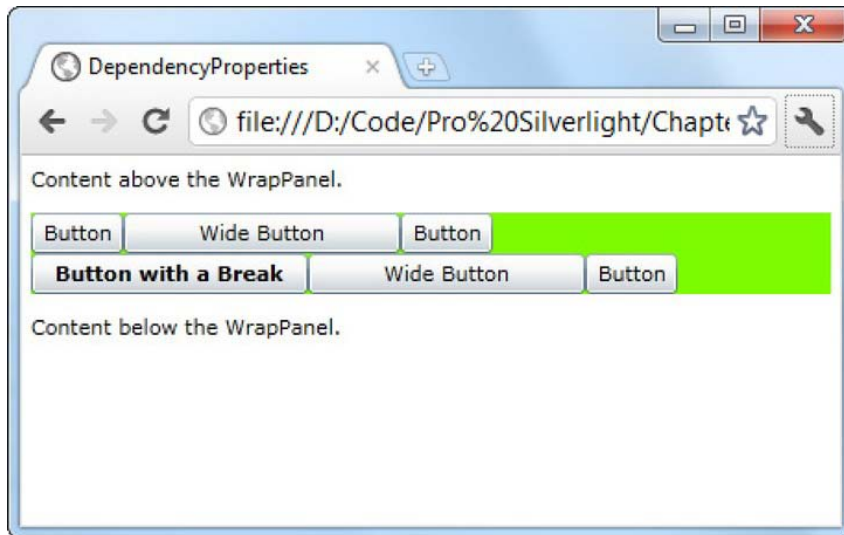 DependencyProperties
file:///D:/Code/Pro%20Silverlight/Chapte
Content above the WrapPanel.
Button Wide Button Button
Button with a Break Wide Button Button
Content below the WrapPanel.